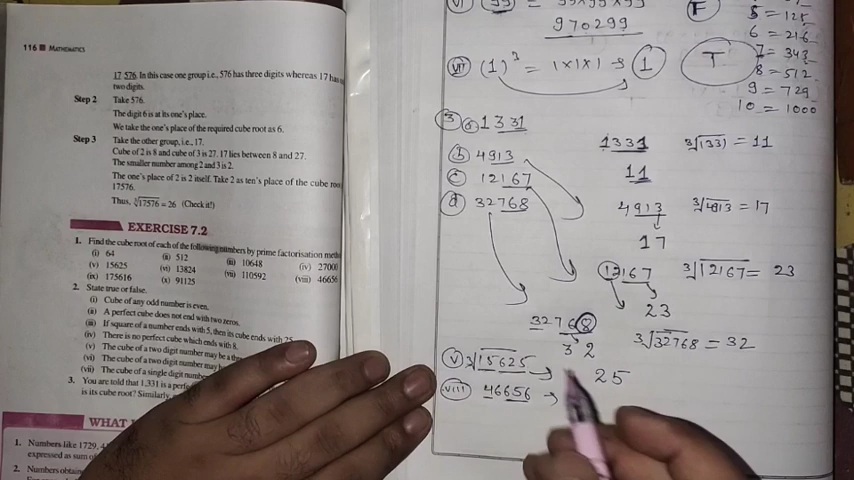 116 MATHEMATICS
17 576. In this case one group i.e., 576 has three digits whereas 17 has
two digits.
Step 2 Take 576.
The digit 6 is at its one's place.
We take the one's place of the required cube root as 6.
Step 3 Take the other group, i.e., 17.
Cube of 2 is 8 and cube of 3 is 27. 17 lies between 8 and 27.
The smaller number among 2 and 3 is 2.
The one's place of 2 is 2 itself. Take 2 as ten's place of the cube
17576.
Thus, ∛17576 = 26 (Check it!)
EXERCISE 7.2
1. Find the cube root of each of the following numbers by prime factorisation
(i) 64 (ii) 512 (iii) 10648 (iv) 27000
(v) 15625 (vi) 13824 (vii) 110592 (viii) 46656
(ix) 175616 (x) 91125
2. State true or false.
(i) Cube of any odd number is even.
(ii) A perfect cube does not end with two zeros.
(iii) If square of a number ends with 5, then its cube ends with 25.
(iv) There is no perfect cube which ends with 8.
(v) The cube of a two digit number may be a
(vi) The cube of a two digit number may
(vii) The cube of a single digit number
3. You are told that 1,331 is a
is its cube root? Similarly,
WHAT
1. Numbers like 1729,
expressed as sum of
2. Numbers
970299
VII (1)³ = 1×1×1 → 1
F
T
5 = 125
6 = 216
7 = 343
8 = 512
9 = 729
10 = 1000
3 a 1331
b 4913
c 12167
d 32768
1331 ∛1331 = 11
11
4913 ∛4913 = 17
17
12167 ∛12167 = 23
23
32768 ∛32768 = 32
32
V ∛15625 → 25
VIII 46656 →